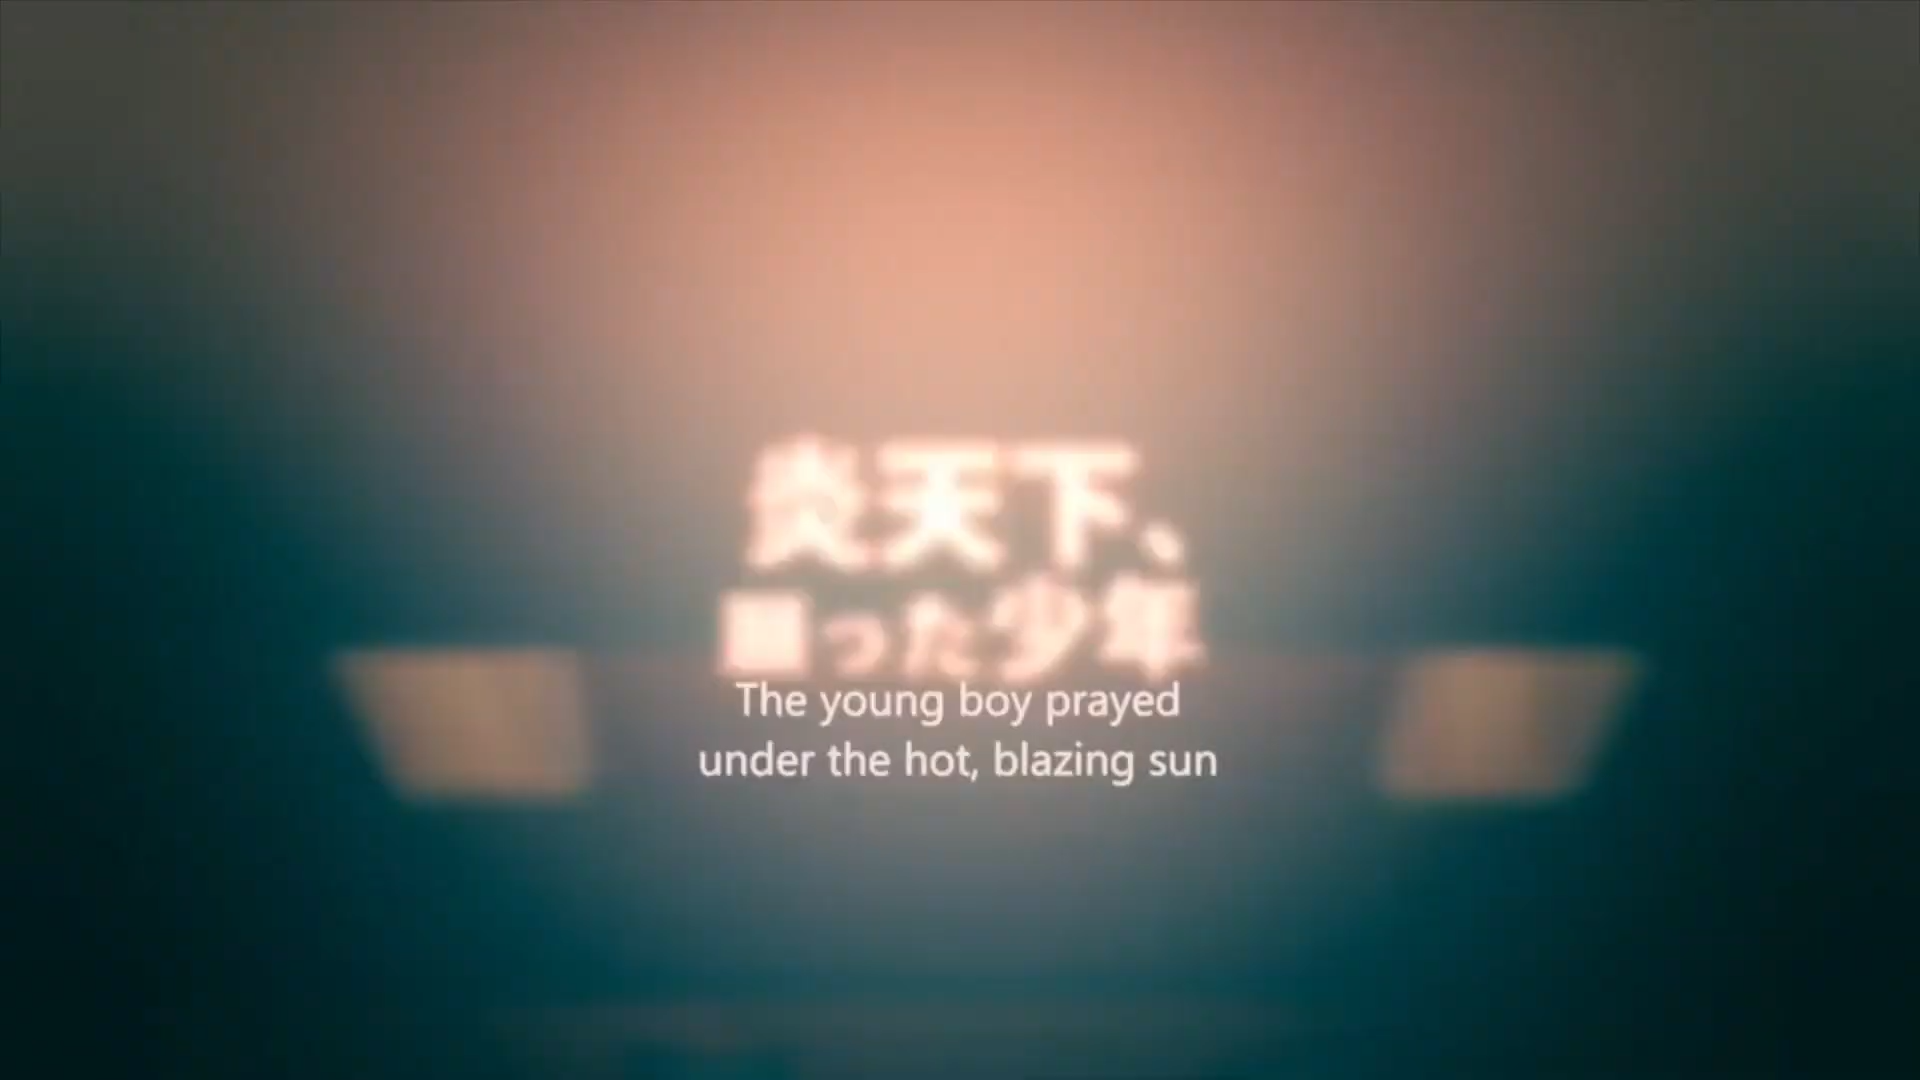 炎天下、
った少年
The young boy prayed
under the hot, blazing sun